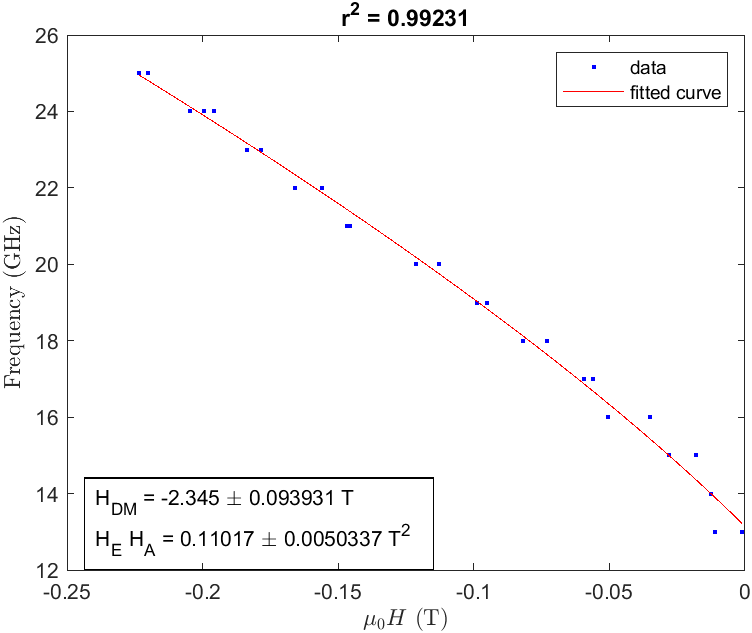 r² = 0.99231
26
24
22
20
18
16
14
12
Frequency (GHz)
data
fitted curve
H_DM = -2.345 ± 0.093931 T
H_E H_A = 0.11017 ± 0.0050337 T²
-0.25
-0.2
-0.15
-0.1
-0.05
0
μ₀H (T)